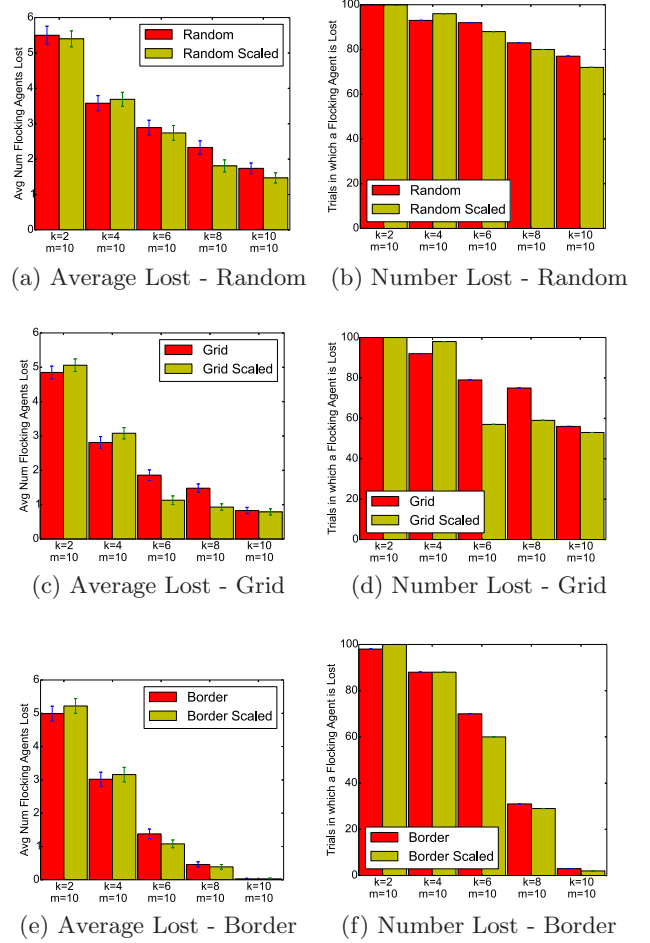 6
5
4
3
2
1
0
Avg Num Flocking Agents Lost
Random
Random Scaled
k=2 k=4 k=6 k=8 k=10
m=10 m=10 m=10 m=10 m=10
(a) Average Lost - Random
100
80
60
40
20
0
Trials in which a Flocking Agent is Lost
Random
Random Scaled
k=2 k=4 k=6 k=8 k=10
m=10 m=10 m=10 m=10 m=10
(b) Number Lost - Random
6
5
4
3
2
1
0
Avg Num Flocking Agents Lost
Grid
Grid Scaled
k=2 k=4 k=6 k=8 k=10
m=10 m=10 m=10 m=10 m=10
(c) Average Lost - Grid
100
80
60
40
20
0
Trials in which a Flocking Agent is Lost
Grid
Grid Scaled
k=2 k=4 k=6 k=8 k=10
m=10 m=10 m=10 m=10 m=10
(d) Number Lost - Grid
6
5
4
3
2
1
0
Avg Num Flocking Agents Lost
Border
Border Scaled
k=2 k=4 k=6 k=8 k=10
m=10 m=10 m=10 m=10 m=10
(e) Average Lost - Border
100
80
60
40
20
0
Trials in which a Flocking Agent is Lost
Border
Border Scaled
k=2 k=4 k=6 k=8 k=10
m=10 m=10 m=10 m=10 m=10
(f) Number Lost - Border